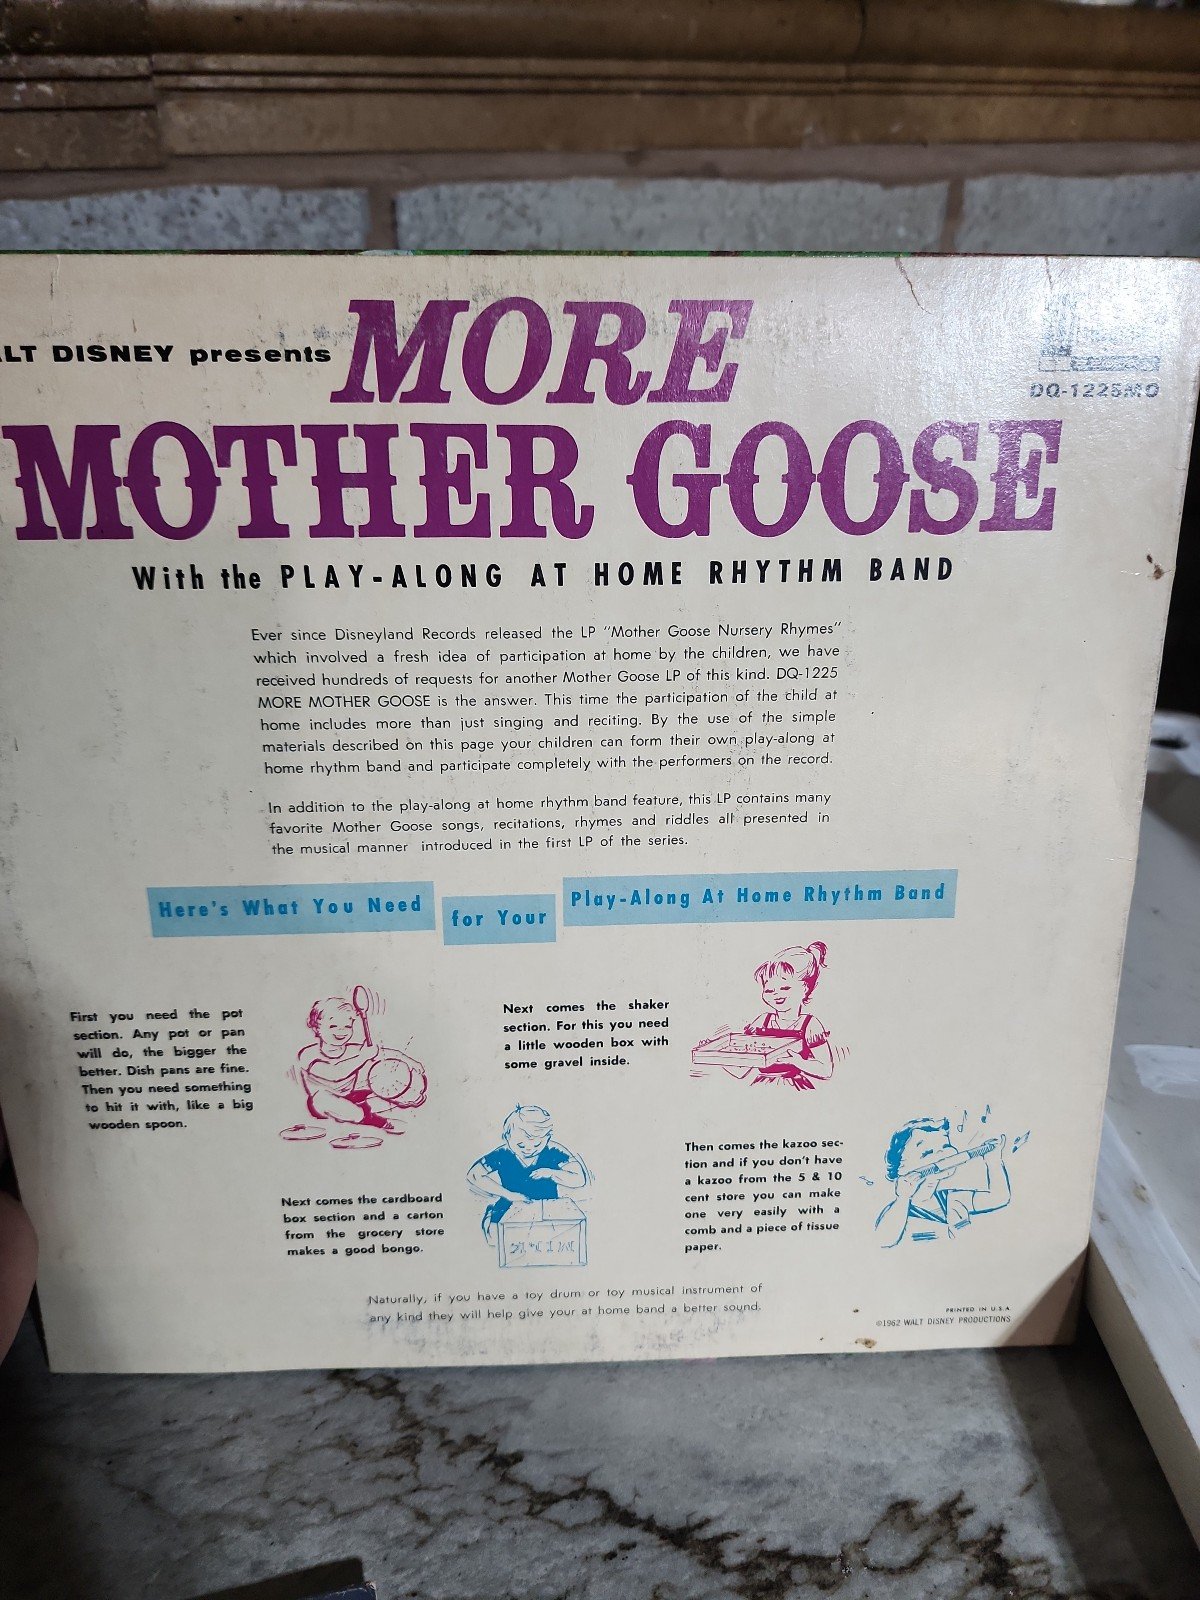 ALT DISNEY presents MORE
DQ-1225MO
MOTHER GOOSE
With the PLAY-ALONG AT HOME RHYTHM BAND
Ever since Disneyland Records released the LP "Mother Goose Nursery Rhymes"
which involved a fresh idea of participation at home by the children, we have
received hundreds of requests for another Mother Goose LP of this kind. DQ-1225
MORE MOTHER GOOSE is the answer. This time the participation of the child at
home includes more than just singing and reciting. By the use of the simple
materials described on this page your children can form their own play-along at
home rhythm band and participate completely with the performers on the record.
In addition to the play-along at home rhythm band feature, this LP contains many
favorite Mother Goose songs, recitations, rhymes and riddles all presented in
the musical manner introduced in the first LP of the series.
Here's What You Need for Your Play-Along At Home Rhythm Band
First you need the pot
section. Any pot or pan
will do, the bigger the
better. Dish pans are fine.
Then you need something
to hit it with, like a big
wooden spoon.
Next comes the shaker
section. For this you need
a little wooden box with
some gravel inside.
Next comes the cardboard
box section and a carton
from the grocery store
makes a good bongo.
Then comes the kazoo sec-
tion and if you don't have
a kazoo from the 5 & 10
cent store you can make
one very easily with a
comb and a piece of tissue
paper.
Naturally, if you have a toy drum or toy musical instrument of
any kind they will help give your at home band a better sound.
PRINTED IN U.S.A.
©1962 WALT DISNEY PRODUCTIONS